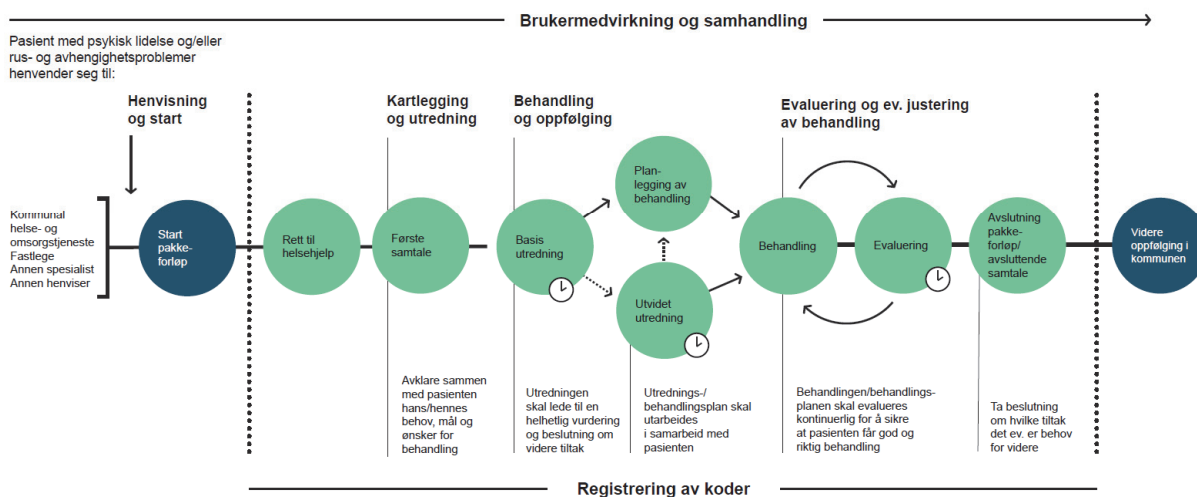 Brukermedvirkning og samhandling
Pasient med psykisk lidelse og/eller
rus- og avhengighetsproblemer
henvender seg til:
Henvisning
og start
Kartlegging
og utredning
Behandling
og oppfølging
Evaluering og ev. justering
av behandling
Kommunal
helse- og
omsorgstjeneste
Fastlege
Annen spesialist
Annen henviser
Start
pakke-
forløp
Rett til
helsehjelp
Første
samtale
Basis
utredning
Plan-
legging av
behandling
Utvidet
utredning
Behandling
Evaluering
Avslutning
pakke-
forløp/
avsluttende
samtale
Videre
oppfølging i
kommunen
Avklare sammen
med pasienten
hans/hennes
behov, mål og
ønsker for
behandling
Utredningen
skal lede til en
helhetlig vurdering
og beslutning om
videre tiltak
Utrednings-/
behandlingsplan skal
utarbeides
i samarbeid med
pasienten
Behandlingen/behandlings-
planen skal evalueres
kontinuerlig for å sikre
at pasienten får god og
riktig behandling
Ta beslutning
om hvilke tiltak
det ev. er behov
for videre
Registrering av koder